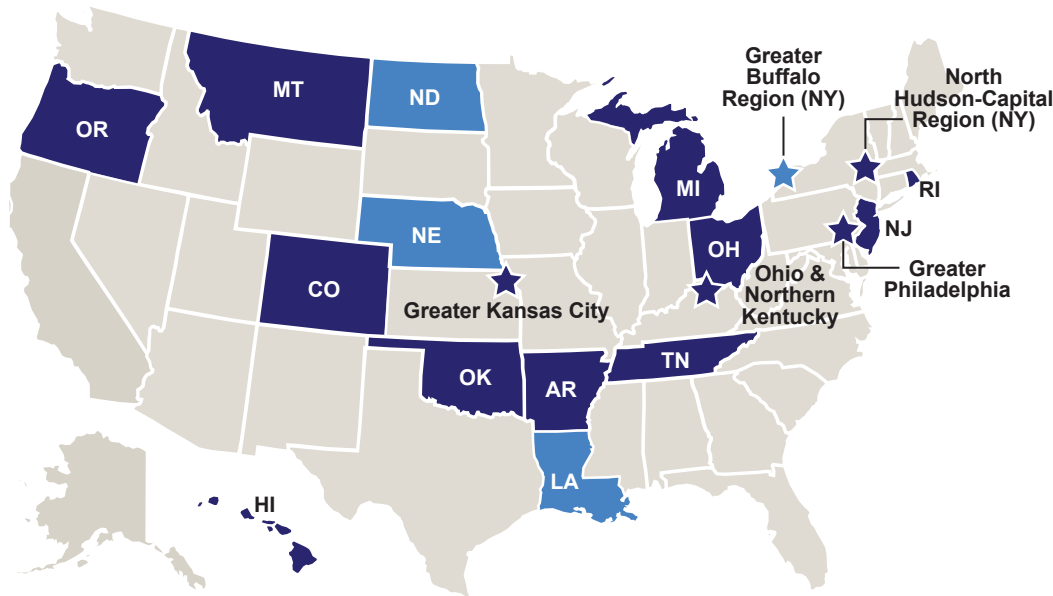 MT
ND
OR
Greater
Buffalo
Region (NY)
North
Hudson-Capital
Region (NY)
MI
RI
NE
NJ
OH
CO
Greater Kansas City
Ohio &
Northern
Kentucky
Greater
Philadelphia
TN
OK
AR
LA
HI